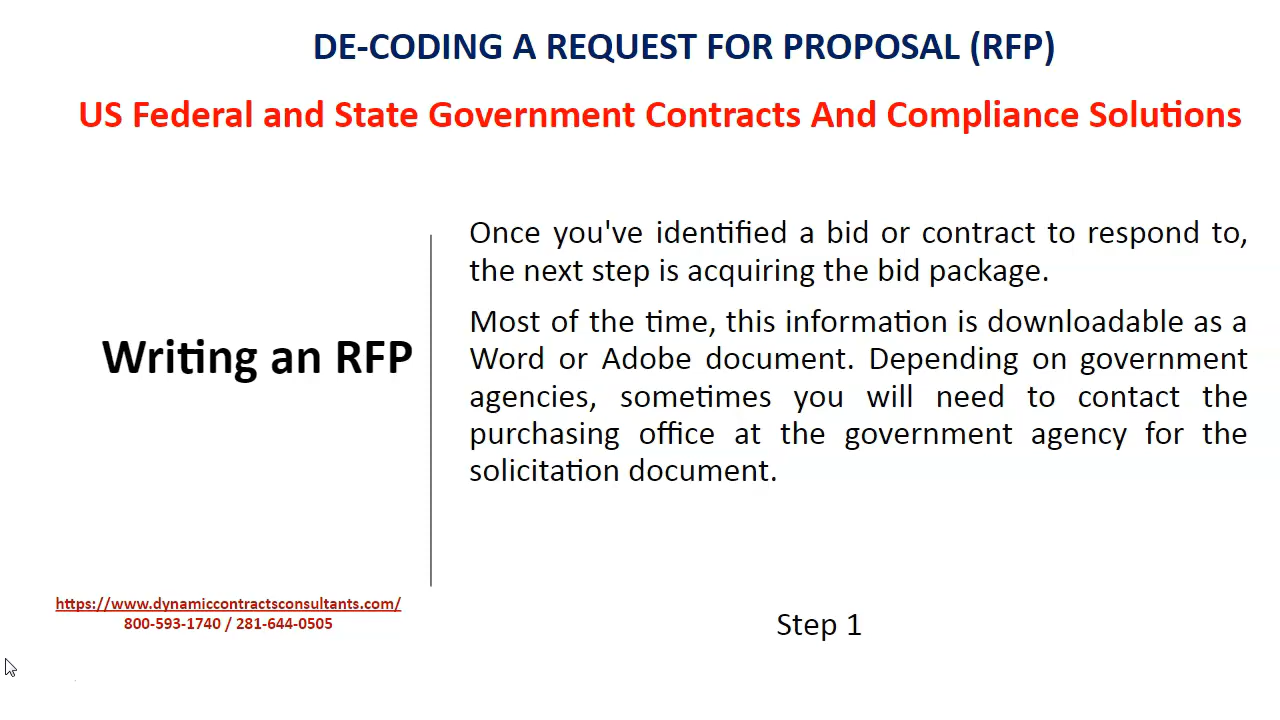 DE-CODING A REQUEST FOR PROPOSAL (RFP)
US Federal and State Government Contracts And Compliance Solutions
Writing an RFP
Once you've identified a bid or contract to respond to,
the next step is acquiring the bid package.
Most of the time, this information is downloadable as a
Word or Adobe document. Depending on government
agencies, sometimes you will need to contact the
purchasing office at the government agency for the
solicitation document.
https://www.dynamiccontractsconsultants.com/
800-593-1740 / 281-644-0505
Step 1